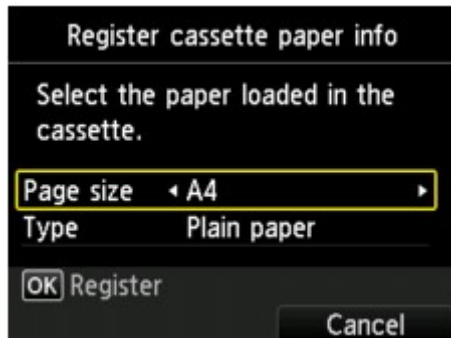 Register cassette paper info
Select the paper loaded in the
cassette.
Page size A4
Type Plain paper
OK Register
Cancel